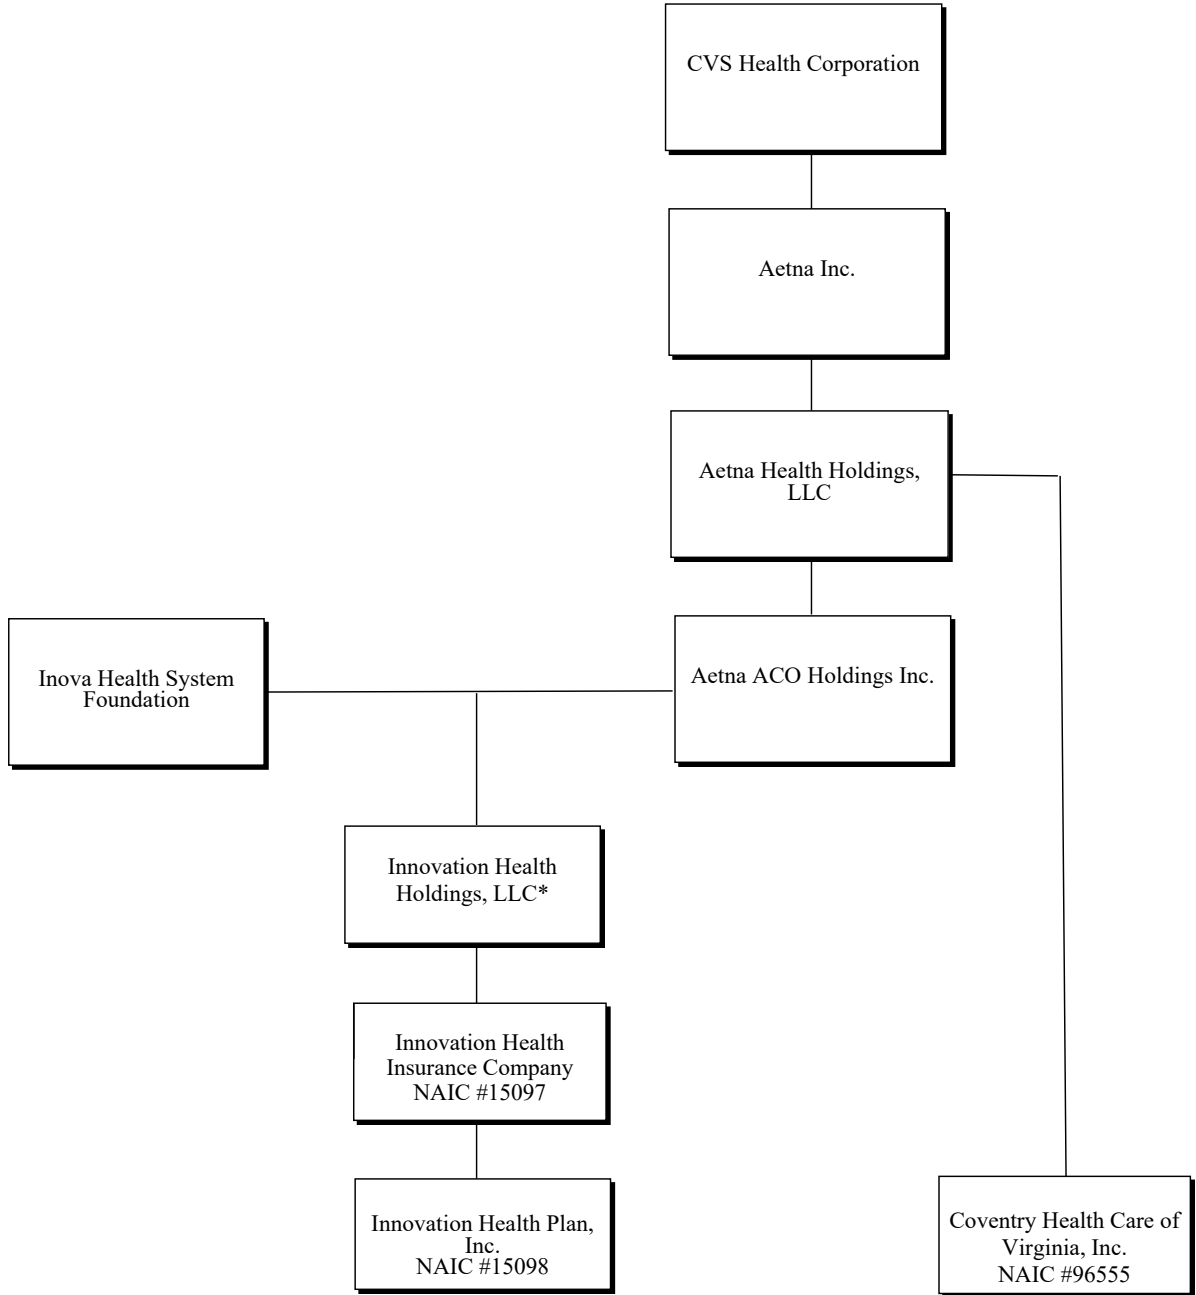 CVS Health Corporation
Aetna Inc.
Aetna Health Holdings,
LLC
Inova Health System
Foundation
Aetna ACO Holdings Inc.
Innovation Health
Holdings, LLC*
Innovation Health
Insurance Company
NAIC #15097
Innovation Health Plan,
Inc.
NAIC #15098
Coventry Health Care of
Virginia, Inc.
NAIC #96555